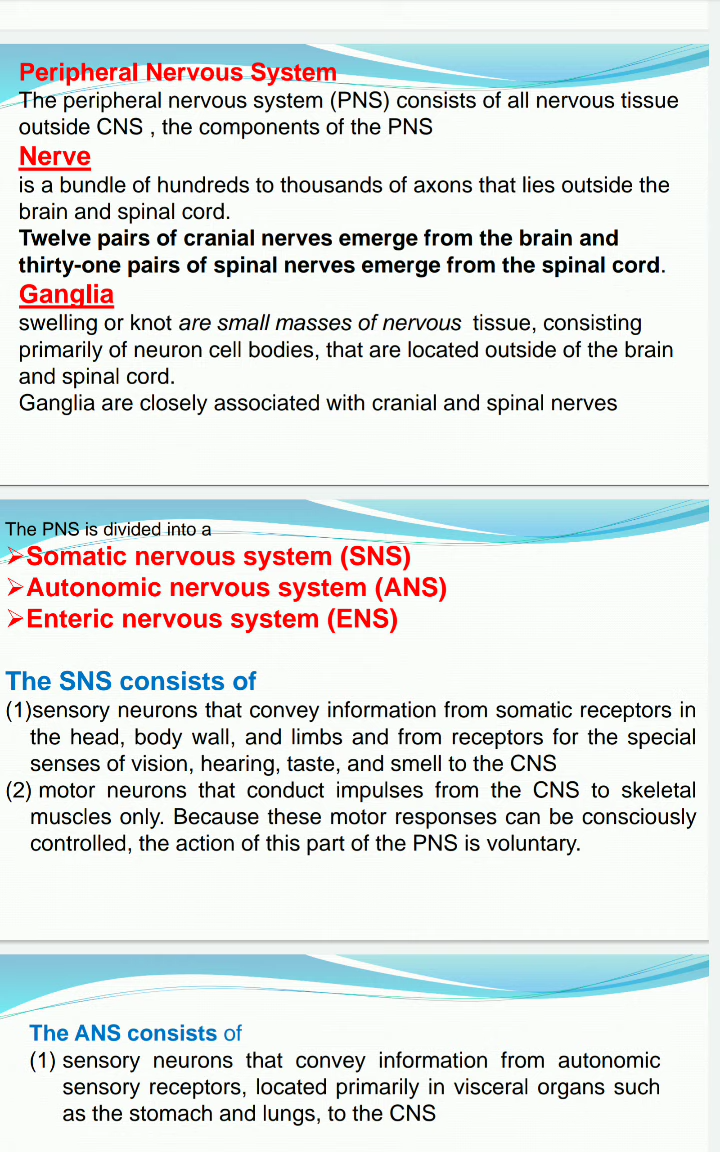 Peripheral Nervous System
The peripheral nervous system (PNS) consists of all nervous tissue
outside CNS , the components of the PNS
Nerve
is a bundle of hundreds to thousands of axons that lies outside the
brain and spinal cord.
Twelve pairs of cranial nerves emerge from the brain and
thirty-one pairs of spinal nerves emerge from the spinal cord.
Ganglia
swelling or knot are small masses of nervous tissue, consisting
primarily of neuron cell bodies, that are located outside of the brain
and spinal cord.
Ganglia are closely associated with cranial and spinal nerves
The PNS is divided into a
➢Somatic nervous system (SNS)
➢Autonomic nervous system (ANS)
➢Enteric nervous system (ENS)
The SNS consists of
(1)sensory neurons that convey information from somatic receptors in
the head, body wall, and limbs and from receptors for the special
senses of vision, hearing, taste, and smell to the CNS
(2) motor neurons that conduct impulses from the CNS to skeletal
muscles only. Because these motor responses can be consciously
controlled, the action of this part of the PNS is voluntary.
The ANS consists of
(1) sensory neurons that convey information from autonomic
sensory receptors, located primarily in visceral organs such
as the stomach and lungs, to the CNS